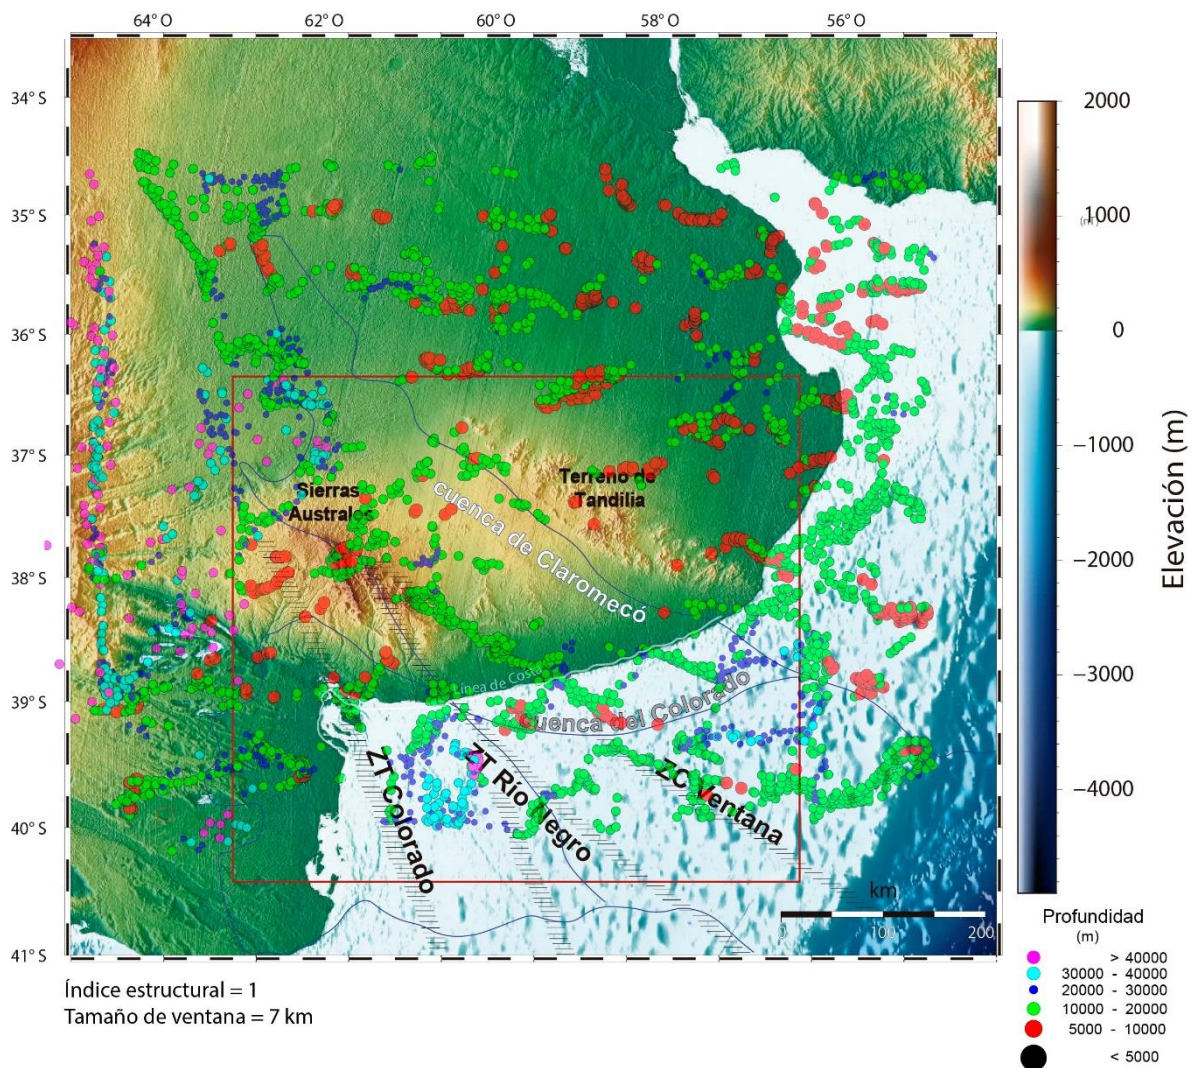 64° O 62° O 60° O 58° O 56° O
34° S
35° S
36° S
37° S
38° S
39° S
40° S
41° S
2000
1000
(nT)
0
−1000
−2000
−3000
−4000
Elevación (m)
Sierras
Australes
Terreno de
Tandilia
cuenca de Claromecó
Línea de Costa
Cuenca del Colorado
ZT Colorado
ZT Río Negro
ZC Ventana
km
0 100 200
Profundidad
(m)
> 40000
30000 - 40000
20000 - 30000
10000 - 20000
5000 - 10000
< 5000
Índice estructural = 1
Tamaño de ventana = 7 km